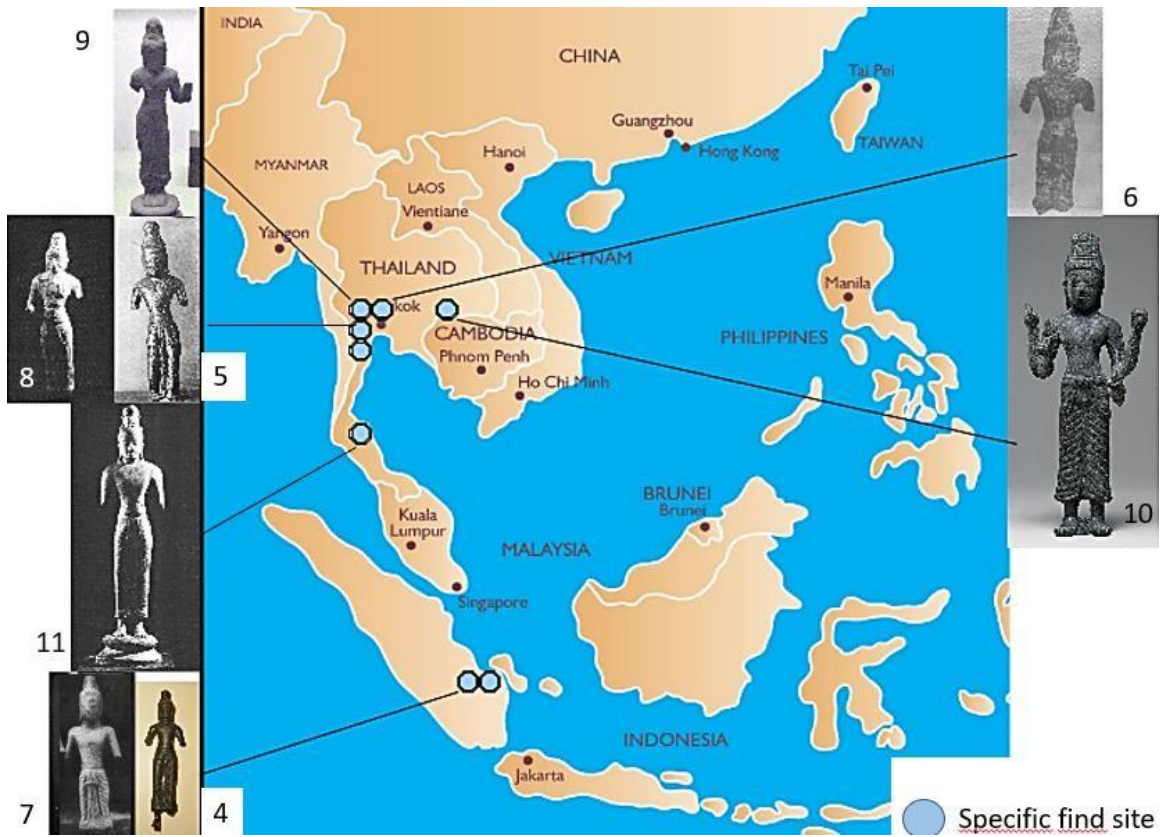 9
INDIA
CHINA
Tai Pei
Guangzhou
Hong Kong
TAIWAN
Hanoi
MYANMAR
LAOS
Vientiane
6
Yangon
THAILAND
VIETNAM
Manila
kok
CAMBODIA
PHILIPPINES
Phnom Penh
8
5
Ho Chi Minh
BRUNEI
Brunei
10
Kuala
Lumpur
MALAYSIA
Singapore
11
INDONESIA
Jakarta
7
4
Specific find site